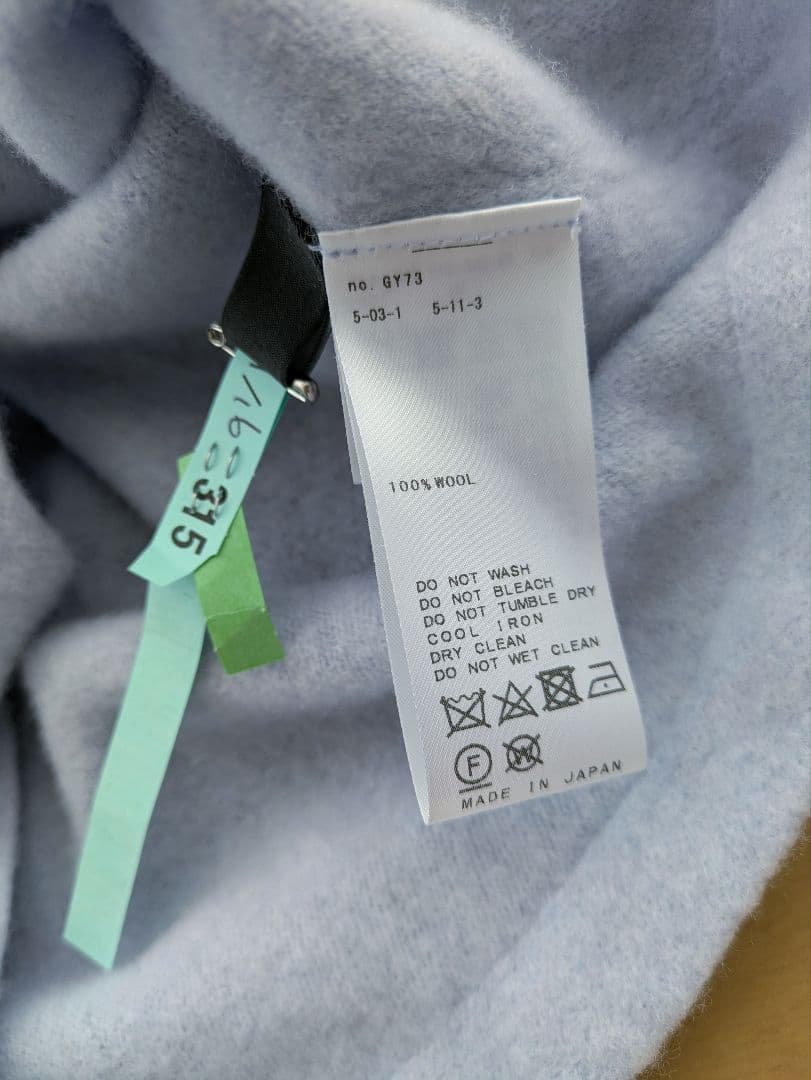 no. GY73
5-03-1 5-11-3
100%WOOL
DO NOT WASH
DO NOT BLEACH
DO NOT TUMBLE DRY
COOL IRON
DRY CLEAN
DO NOT WET CLEAN
F W
MADE IN JAPAN
/16
315